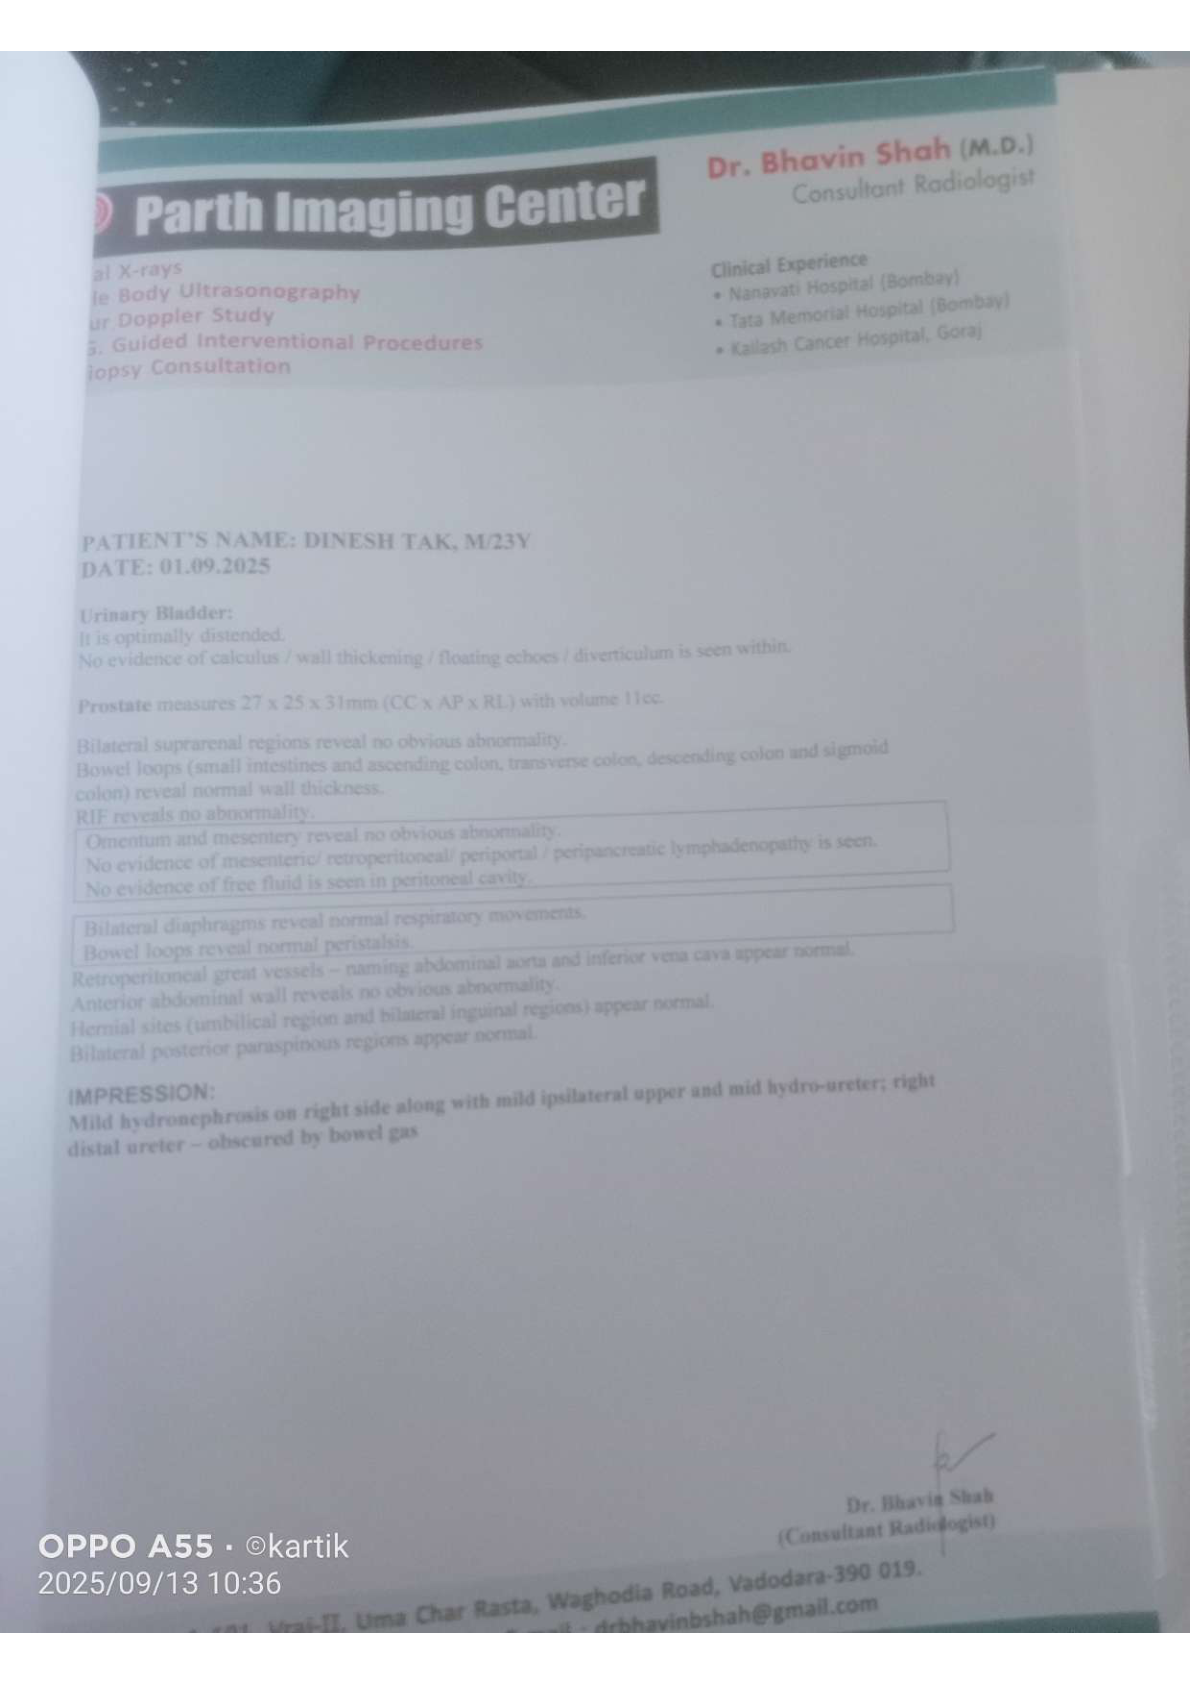 Parth Imaging Center
Dr. Bhavin Shah (M.D.)
Consultant Radiologist
al X-rays
le Body Ultrasonography
ur Doppler Study
G. Guided Interventional Procedures
iopsy Consultation
Clinical Experience
• Nanavati Hospital (Bombay)
• Tata Memorial Hospital (Bombay)
• Kailash Cancer Hospital, Goraj
PATIENT'S NAME: DINESH TAK, M/23Y
DATE: 01.09.2025
Urinary Bladder:
It is optimally distended.
No evidence of calculus / wall thickening / floating echoes / diverticulum is seen within.
Prostate measures 27 x 25 x 31mm (CC x AP x RL) with volume 11cc.
Bilateral suprarenal regions reveal no obvious abnormality.
Bowel loops (small intestines and ascending colon, transverse colon, descending colon and sigmoid
colon) reveal normal wall thickness.
RIF reveals no abnormality.
Omentum and mesentery reveal no obvious abnormality.
No evidence of mesenteric/ retroperitoneal/ periportal / peripancreatic lymphadenopathy is seen.
No evidence of free fluid is seen in peritoneal cavity.
Bilateral diaphragms reveal normal respiratory movements.
Bowel loops reveal normal peristalsis.
Retroperitoneal great vessels – naming abdominal aorta and inferior vena cava appear normal.
Anterior abdominal wall reveals no obvious abnormality.
Hernial sites (umbilical region and bilateral inguinal regions) appear normal.
Bilateral posterior paraspinous regions appear normal.
IMPRESSION:
Mild hydronephrosis on right side along with mild ipsilateral upper and mid hydro-ureter; right
distal ureter – obscured by bowel gas
Dr. Bhavin Shah
(Consultant Radiologist)
OPPO A55 · ©kartik
2025/09/13 10:36
Vraj-II, Uma Char Rasta, Waghodia Road, Vadodara-390 019.
drbhavinbshah@gmail.com